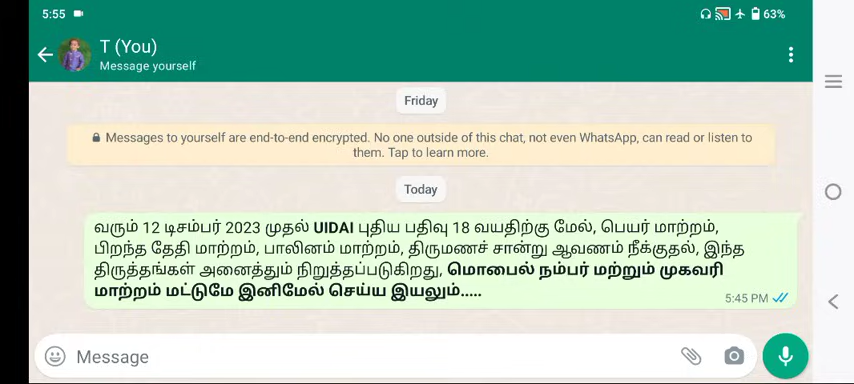 5:55
63%
T (You)
Message yourself
Friday
Messages to yourself are end-to-end encrypted. No one outside of this chat, not even WhatsApp, can read or listen to
them. Tap to learn more.
Today
வரும் 12 டிசம்பர் 2023 முதல் UIDAI புதிய பதிவு 18 வயதிற்கு மேல், பெயர் மாற்றம்,
பிறந்த தேதி மாற்றம், பாலினம் மாற்றம், திருமணச் சான்று ஆவணம் நீக்குதல், இந்த
திருத்தங்கள் அனைத்தும் நிறுத்தப்படுகிறது, மொபைல் நம்பர் மற்றும் முகவரி
மாற்றம் மட்டுமே இனிமேல் செய்ய இயலும்.....
5:45 PM
Message